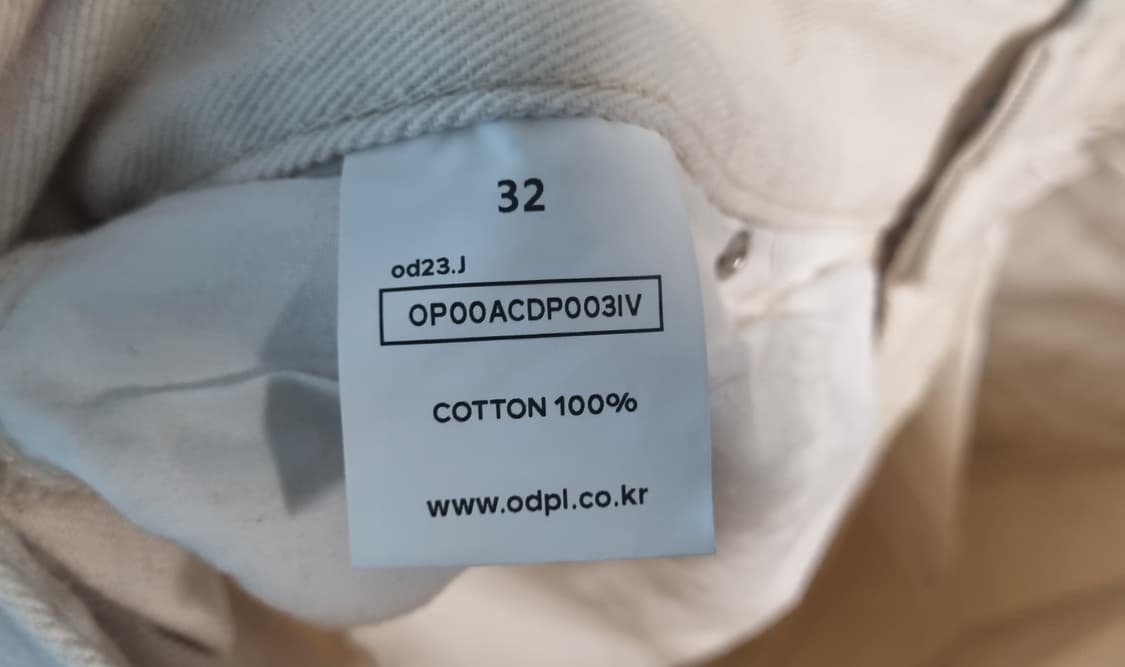 32
od23.J
OP00ACDP003IV
COTTON 100%
www.odpl.co.kr